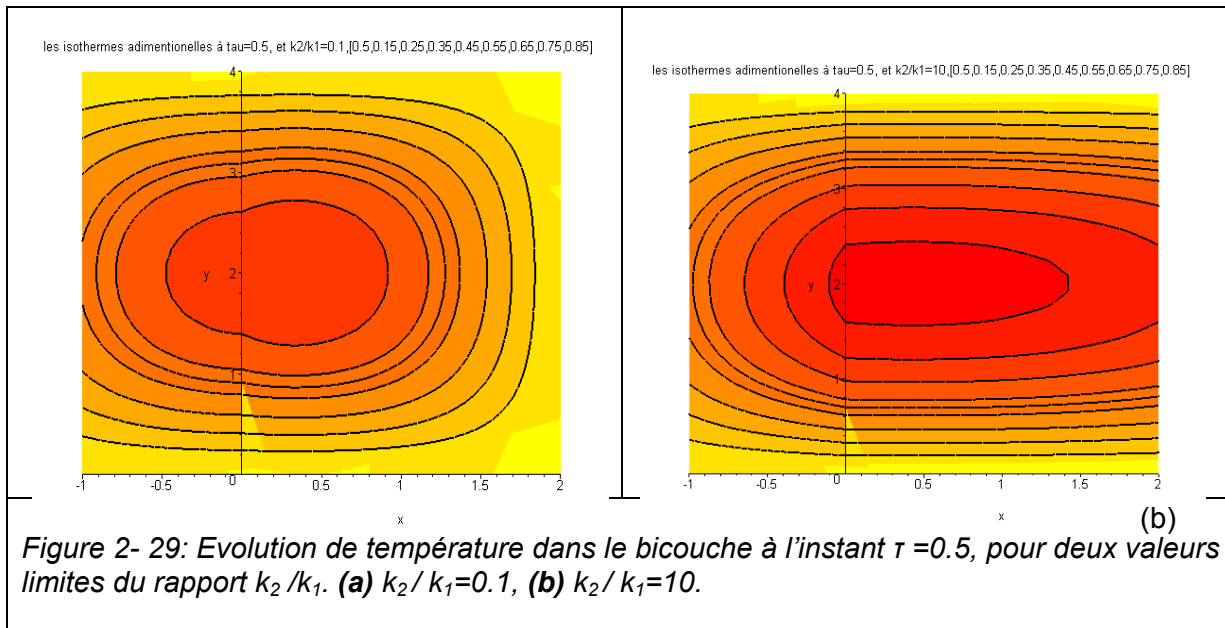 les isothermes adimentionelles à tau=0.5, et k2/k1=0.1,[0.5,0.15,0.25,0.35,0.45,0.55,0.65,0.75,0.85]
4
3
y
2
1
-1
-0.5
0
0.5
1
1.5
2
x
les isothermes adimentionelles à tau=0.5, et k2/k1=10,[0.5,0.15,0.25,0.35,0.45,0.55,0.65,0.75,0.85]
4
3
y
2
1
-1
-0.5
0
0.5
1
1.5
2
x
(b)
Figure 2- 29: Evolution de température dans le bicouche à l'instant τ =0.5, pour deux valeurs
limites du rapport k2 /k1. (a) k2 / k1=0.1, (b) k2 / k1=10.